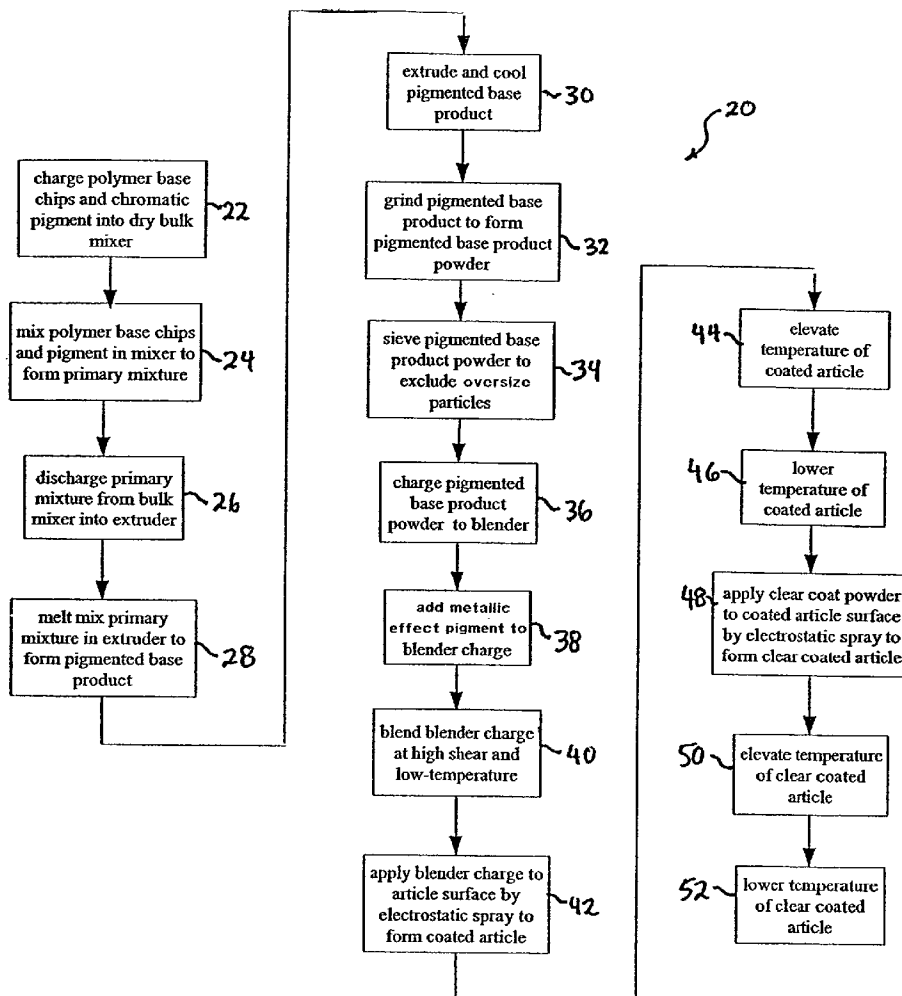 charge polymer base
chips and chromatic
pigment into dry bulk
mixer
22
mix polymer base chips
and pigment in mixer to
form primary mixture
24
discharge primary
mixture from bulk
mixer into extruder
26
melt mix primary
mixture in extruder to
form pigmented base
product
28
extrude and cool
pigmented base
product
30
20
grind pigmented base
product to form
pigmented base product
powder
32
sieve pigmented base
product powder to
exclude oversize
particles
34
charge pigmented
base product
powder to blender
36
add metallic
effect pigment to
blender charge
38
blend blender charge
at high shear and
low-temperature
40
apply blender charge to
article surface by
electrostatic spray to
form coated article
42
44
elevate
temperature of
coated article
46
lower
temperature of
coated article
48
apply clear coat powder
to coated article surface
by electrostatic spray to
form clear coated article
50
elevate temperature
of clear coated
article
52
lower temperature
of clear coated
article